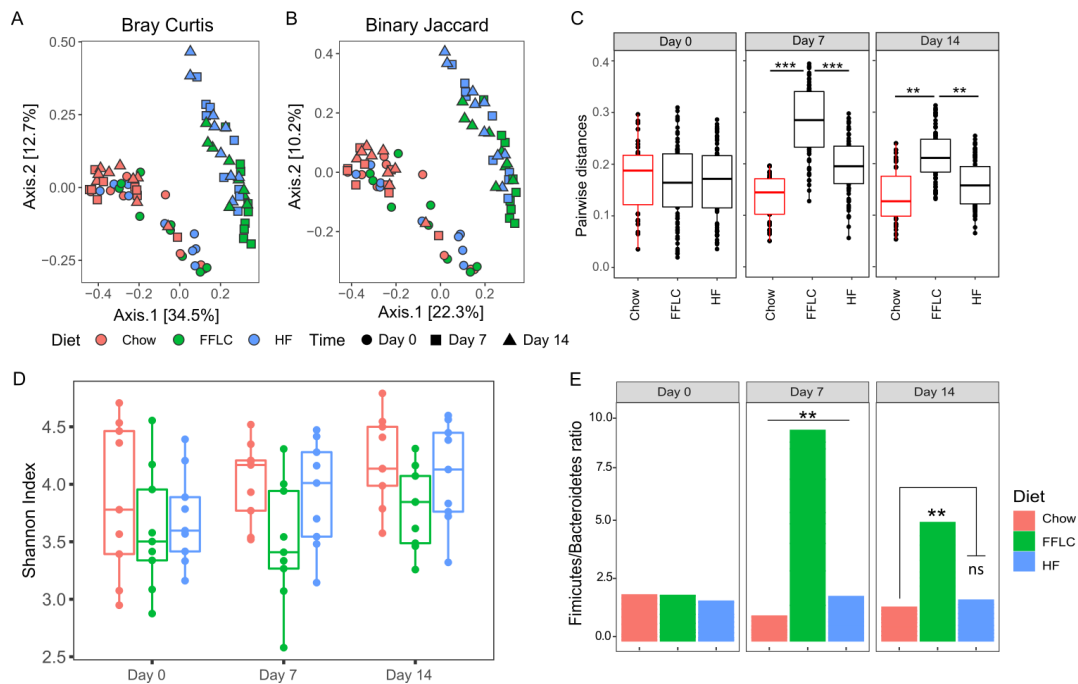 A
Bray Curtis
0.50
0.25
0.00
−0.25
Axis.2 [12.7%]
−0.4
−0.2
0.0
0.2
Axis.1 [34.5%]
B
Binary Jaccard
0.4
0.2
0.0
−0.2
Axis.2 [10.2%]
−0.4
−0.2
0.0
0.2
Axis.1 [22.3%]
Diet
Chow
FFLC
HF
Time
Day 0
Day 7
Day 14
C
Day 0
Day 7
Day 14
***
***
**
**
0.4
0.3
0.2
0.1
0.0
Pairwise distances
Chow
FFLC
HF
Chow
FFLC
HF
Chow
FFLC
HF
D
4.5
4.0
3.5
3.0
2.5
Shannon Index
Day 0
Day 7
Day 14
E
Day 0
Day 7
Day 14
10.0
7.5
5.0
2.5
0.0
Fimicutes/Bacteroidetes ratio
**
**
ns
Diet
Chow
FFLC
HF